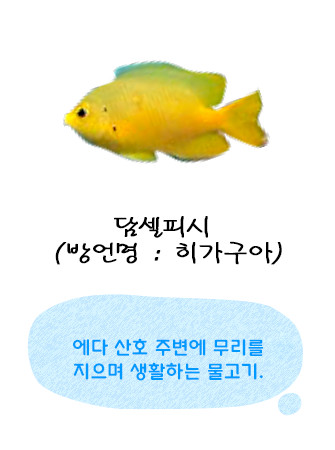 담셀피시
(방언명 : 히가구아)
에다 산호 주변에 무리를
지으며 생활하는 물고기.